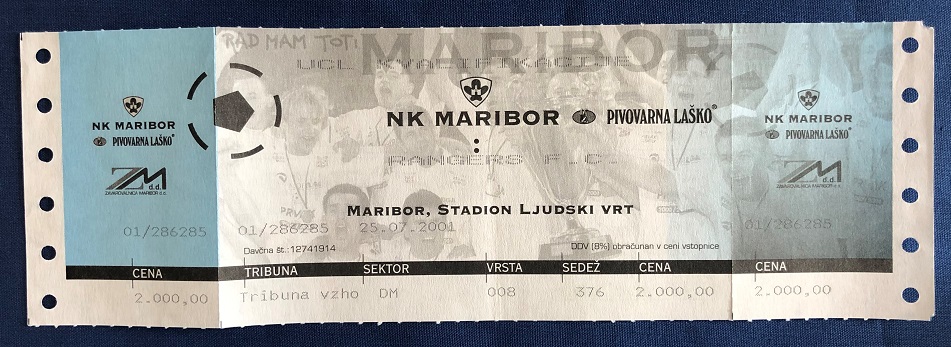 NK MARIBOR
PIVOVARNA LAŠKO®
ZM d.d.
ZAVAROVALNICA MARIBOR d.d.
01/286285
CENA
2.000,00
RAD MAM TOTI MARIBOR
UCL KVALIFIKACIJE
NK MARIBOR PIVOVARNA LAŠKO®
:
RANGERS F.C.
MARIBOR, STADION LJUDSKI VRT
01/286285 - 25.07.2001
Davčna št.:12741914 DDV (8%) obračunan v ceni vstopnice
TRIBUNA SEKTOR VRSTA SEDEŽ CENA
Tribuna vzho DM 008 376 2.000,00
NK MARIBOR
PIVOVARNA LAŠKO®
ZM d.d.
ZAVAROVALNICA MARIBOR d.d.
01/286285
CENA
2.000,00